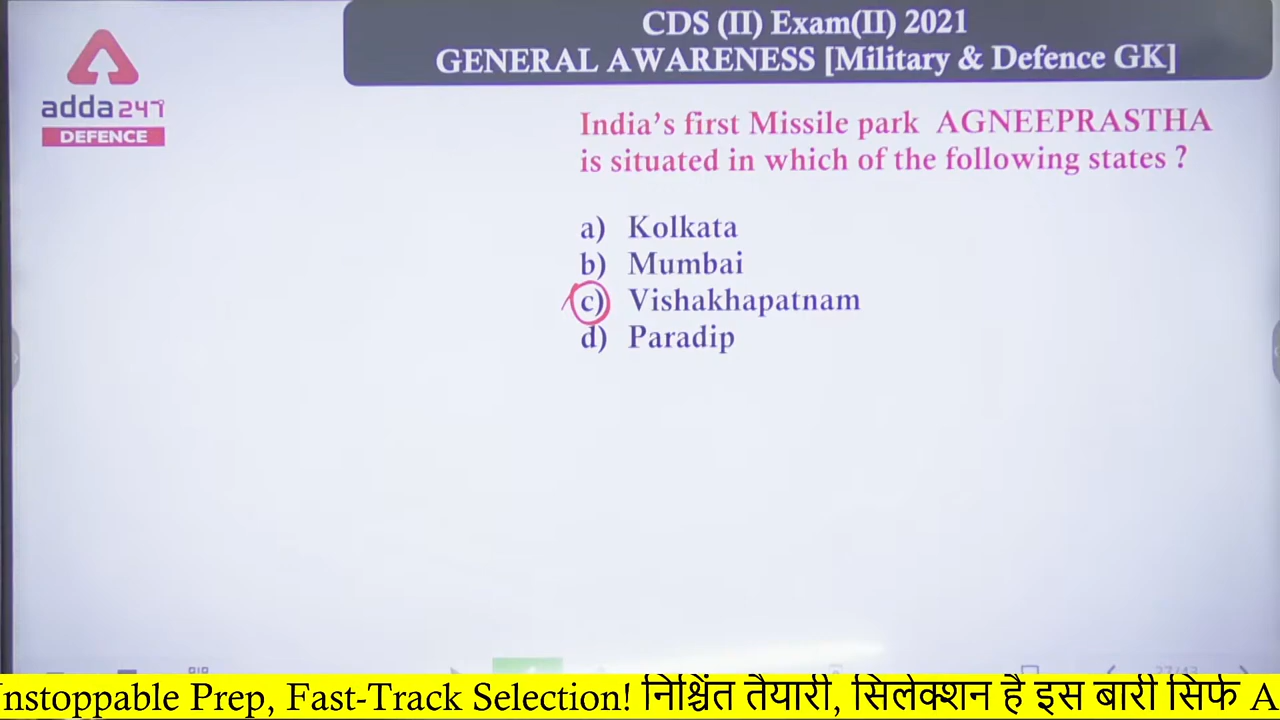 CDS (II) Exam(II) 2021
GENERAL AWARENESS [Military & Defence GK]
adda247
DEFENCE
India's first Missile park AGNEEPRASTHA
is situated in which of the following states ?
a) Kolkata
b) Mumbai
c) Vishakhapatnam
d) Paradip
nstoppable Prep, Fast-Track Selection! निश्चिंत तैयारी, सिलेक्शन है इस बारी सिर्फ A